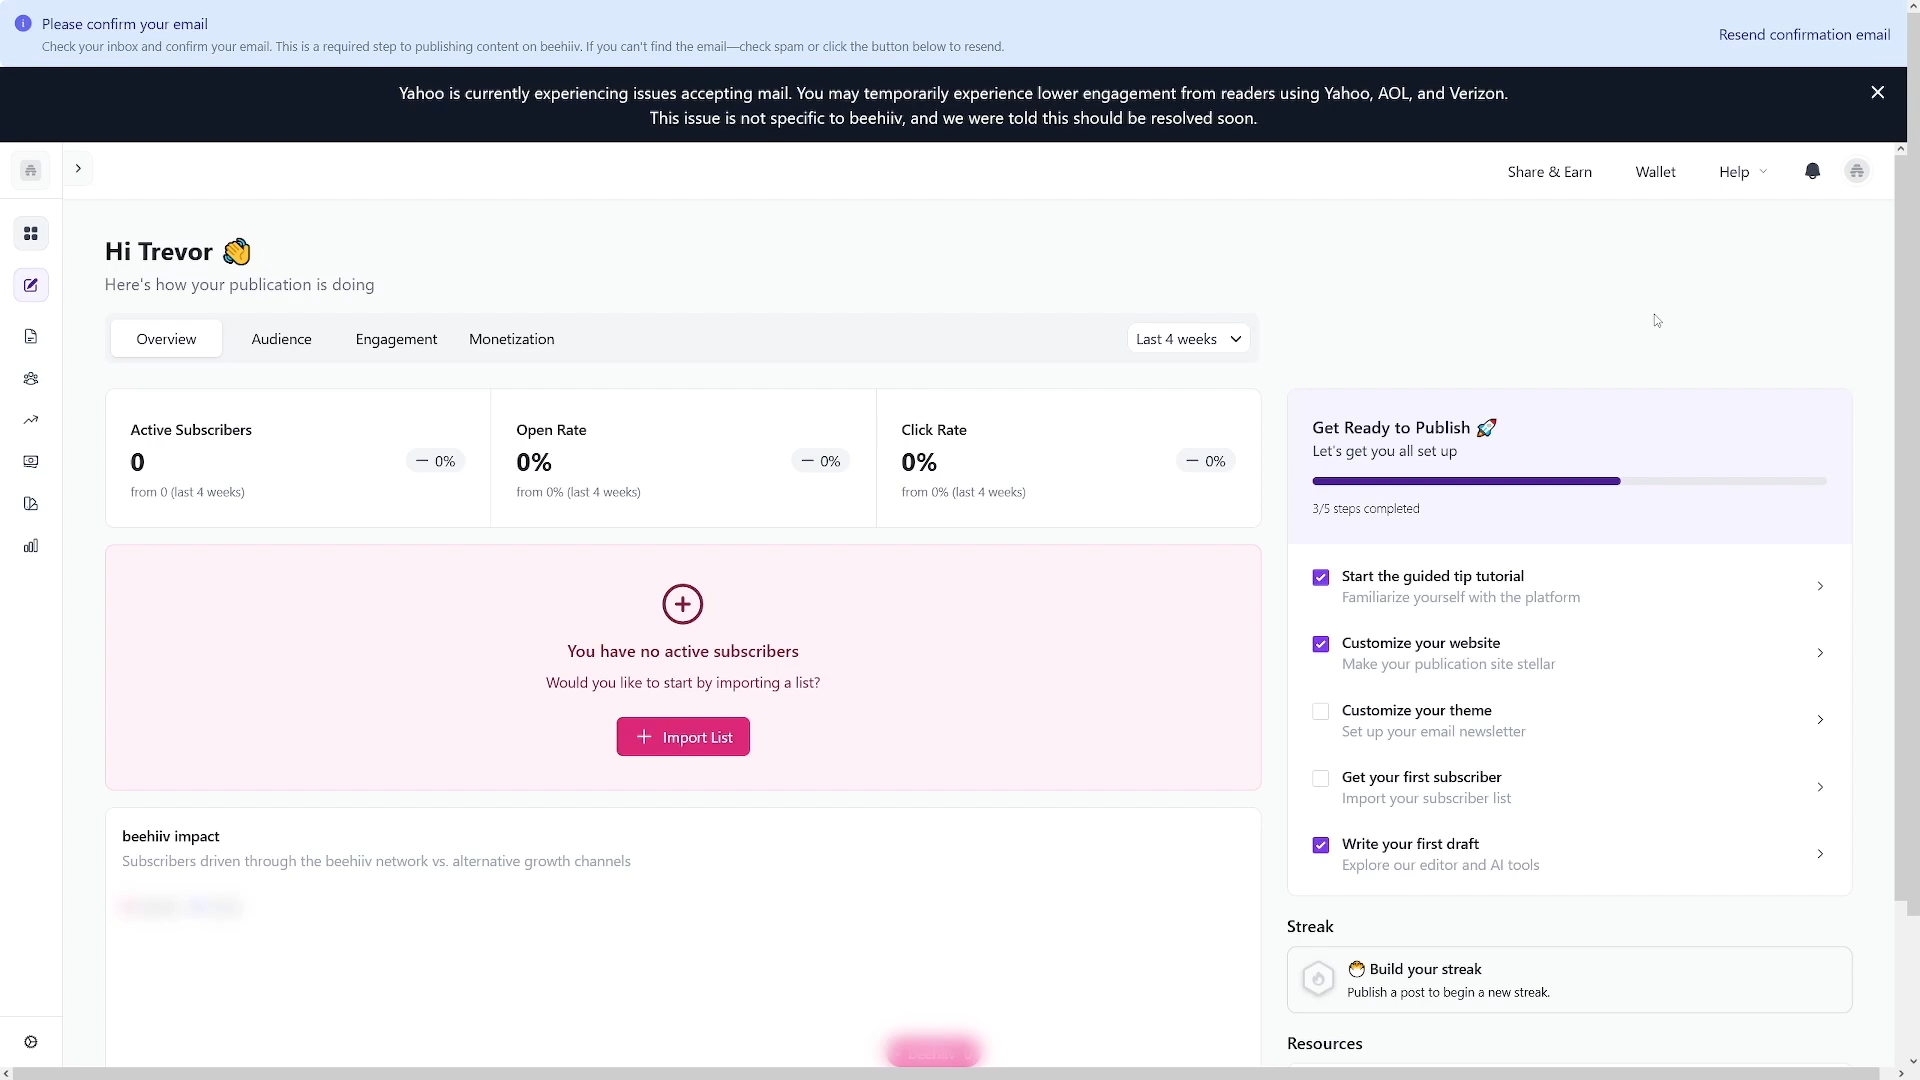 Please confirm your email
Check your inbox and confirm your email. This is a required step to publishing content on beehiiv. If you can't find the email—check spam or click the button below to resend.
Resend confirmation email
Yahoo is currently experiencing issues accepting mail. You may temporarily experience lower engagement from readers using Yahoo, AOL, and Verizon.
This issue is not specific to beehiiv, and we were told this should be resolved soon.
Share & Earn
Wallet
Help
Hi Trevor 👋
Here's how your publication is doing
Overview
Audience
Engagement
Monetization
Last 4 weeks
Active Subscribers
0
— 0%
from 0 (last 4 weeks)
Open Rate
0%
— 0%
from 0% (last 4 weeks)
Click Rate
0%
— 0%
from 0% (last 4 weeks)
You have no active subscribers
Would you like to start by importing a list?
+ Import List
beehiiv impact
Subscribers driven through the beehiiv network vs. alternative growth channels
Get Ready to Publish 🚀
Let's get you all set up
3/5 steps completed
Start the guided tip tutorial
Familiarize yourself with the platform
Customize your website
Make your publication site stellar
Customize your theme
Set up your email newsletter
Get your first subscriber
Import your subscriber list
Write your first draft
Explore our editor and AI tools
Streak
🐣 Build your streak
Publish a post to begin a new streak.
Resources